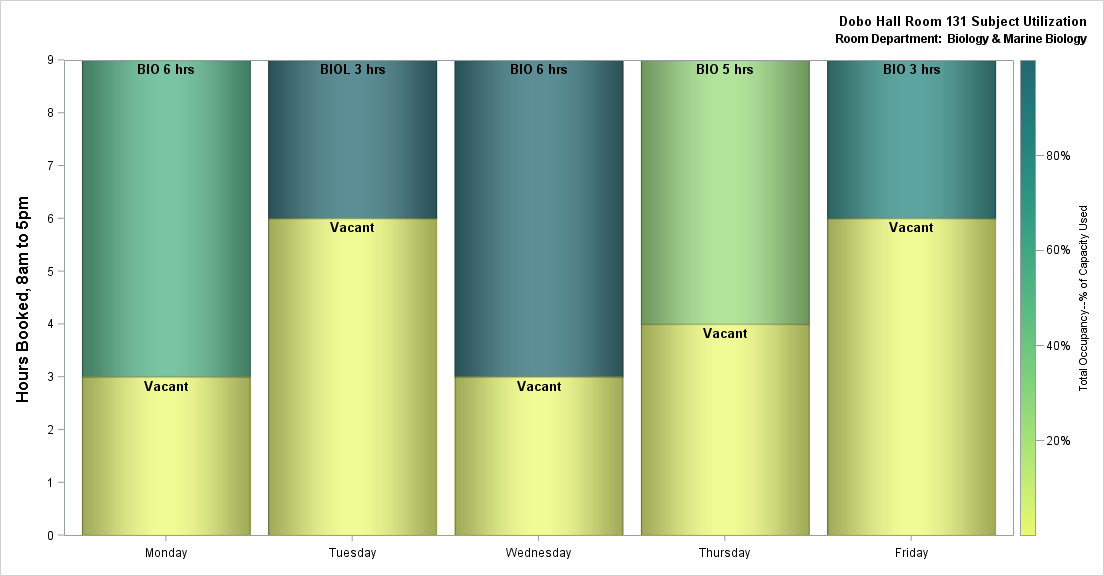 Dobo Hall Room 131 Subject Utilization
Room Department: Biology & Marine Biology
Hours Booked, 8am to 5pm
9
8
7
6
5
4
3
2
1
0
BIO 6 hrs
Vacant
BIOL 3 hrs
Vacant
BIO 6 hrs
Vacant
BIO 5 hrs
Vacant
BIO 3 hrs
Vacant
Monday
Tuesday
Wednesday
Thursday
Friday
80%
60%
40%
20%
Total Occupancy--% of Capacity Used